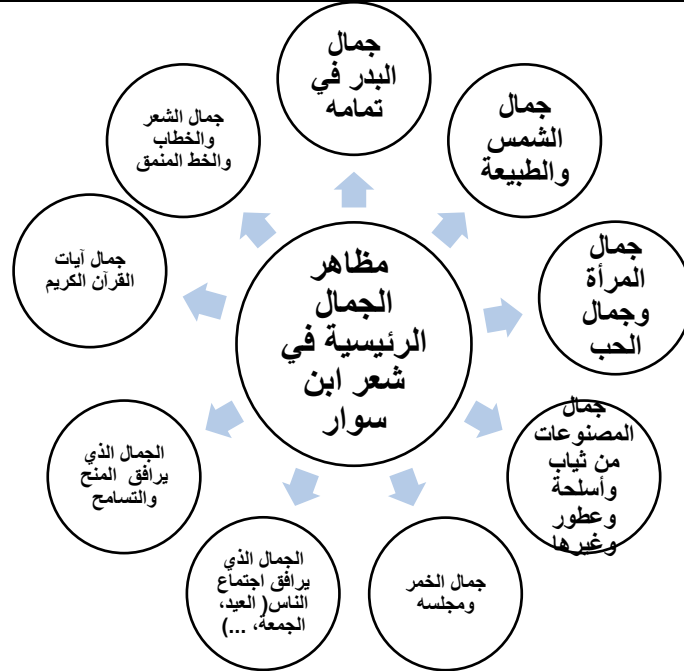 مظاهر
الجمال
الرئيسية في
شعر ابن
سوار
جمال
البدر في
تمامه
جمال
الشمس
والطبيعة
جمال
المرأة
وجمال
الحب
جمال
المصنوعات
من ثياب
وأسلحة
وعطور
وغيرها
جمال الخمر
ومجلسه
الجمال الذي
يرافق اجتماع
الناس( العيد،
الجمعة، ...)
الجمال الذي
يرافق المنح
والتسامح
جمال آيات
القرآن الكريم
جمال الشعر
والخطاب
والخط المنمق